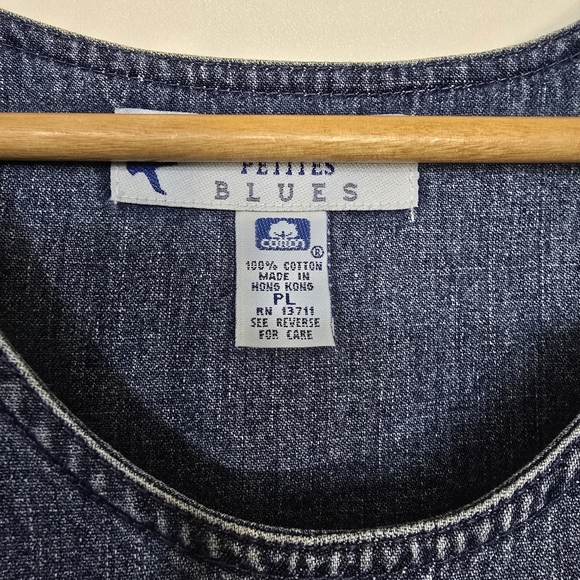 PETITES
BLUES
cotton
®
100% COTTON
MADE IN
HONG KONG
PL
RN 13711
SEE REVERSE
FOR CARE